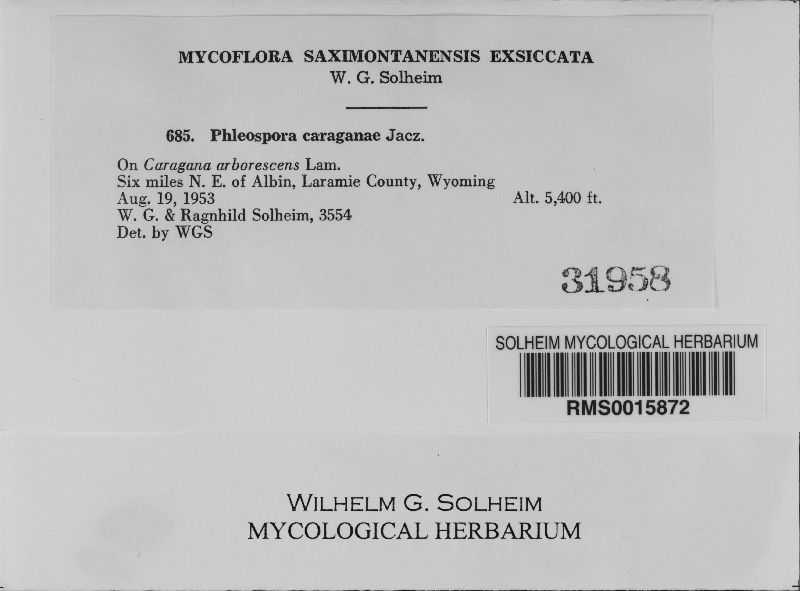 MYCOFLORA SAXIMONTANENSIS EXSICCATA
W. G. Solheim
685. Phleospora caraganae Jacz.
On Caragana arborescens Lam.
Six miles N. E. of Albin, Laramie County, Wyoming
Aug. 19, 1953 Alt. 5,400 ft.
W. G. & Ragnhild Solheim, 3554
Det. by WGS
31958
SOLHEIM MYCOLOGICAL HERBARIUM
RMS0015872
WILHELM G. SOLHEIM
MYCOLOGICAL HERBARIUM